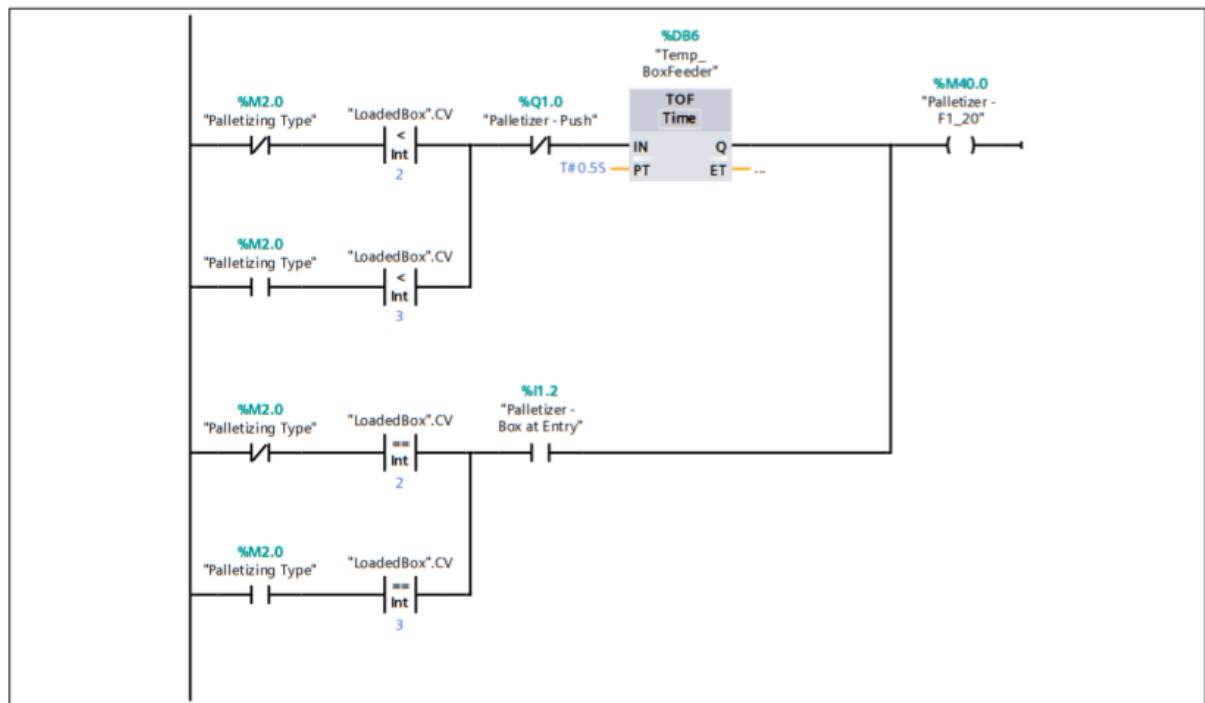 %DB6
"Temp_
BoxFeeder"
%M2.0
"Palletizing Type"
"LoadedBox".CV
<
Int
2
%Q1.0
"Palletizer - Push"
TOF
Time
IN
Q
T#0.5S
PT
ET
...
%M40.0
"Palletizer -
F1_20"
%M2.0
"Palletizing Type"
"LoadedBox".CV
<
Int
3
%M2.0
"Palletizing Type"
"LoadedBox".CV
==
Int
2
%I1.2
"Palletizer -
Box at Entry"
%M2.0
"Palletizing Type"
"LoadedBox".CV
==
Int
3